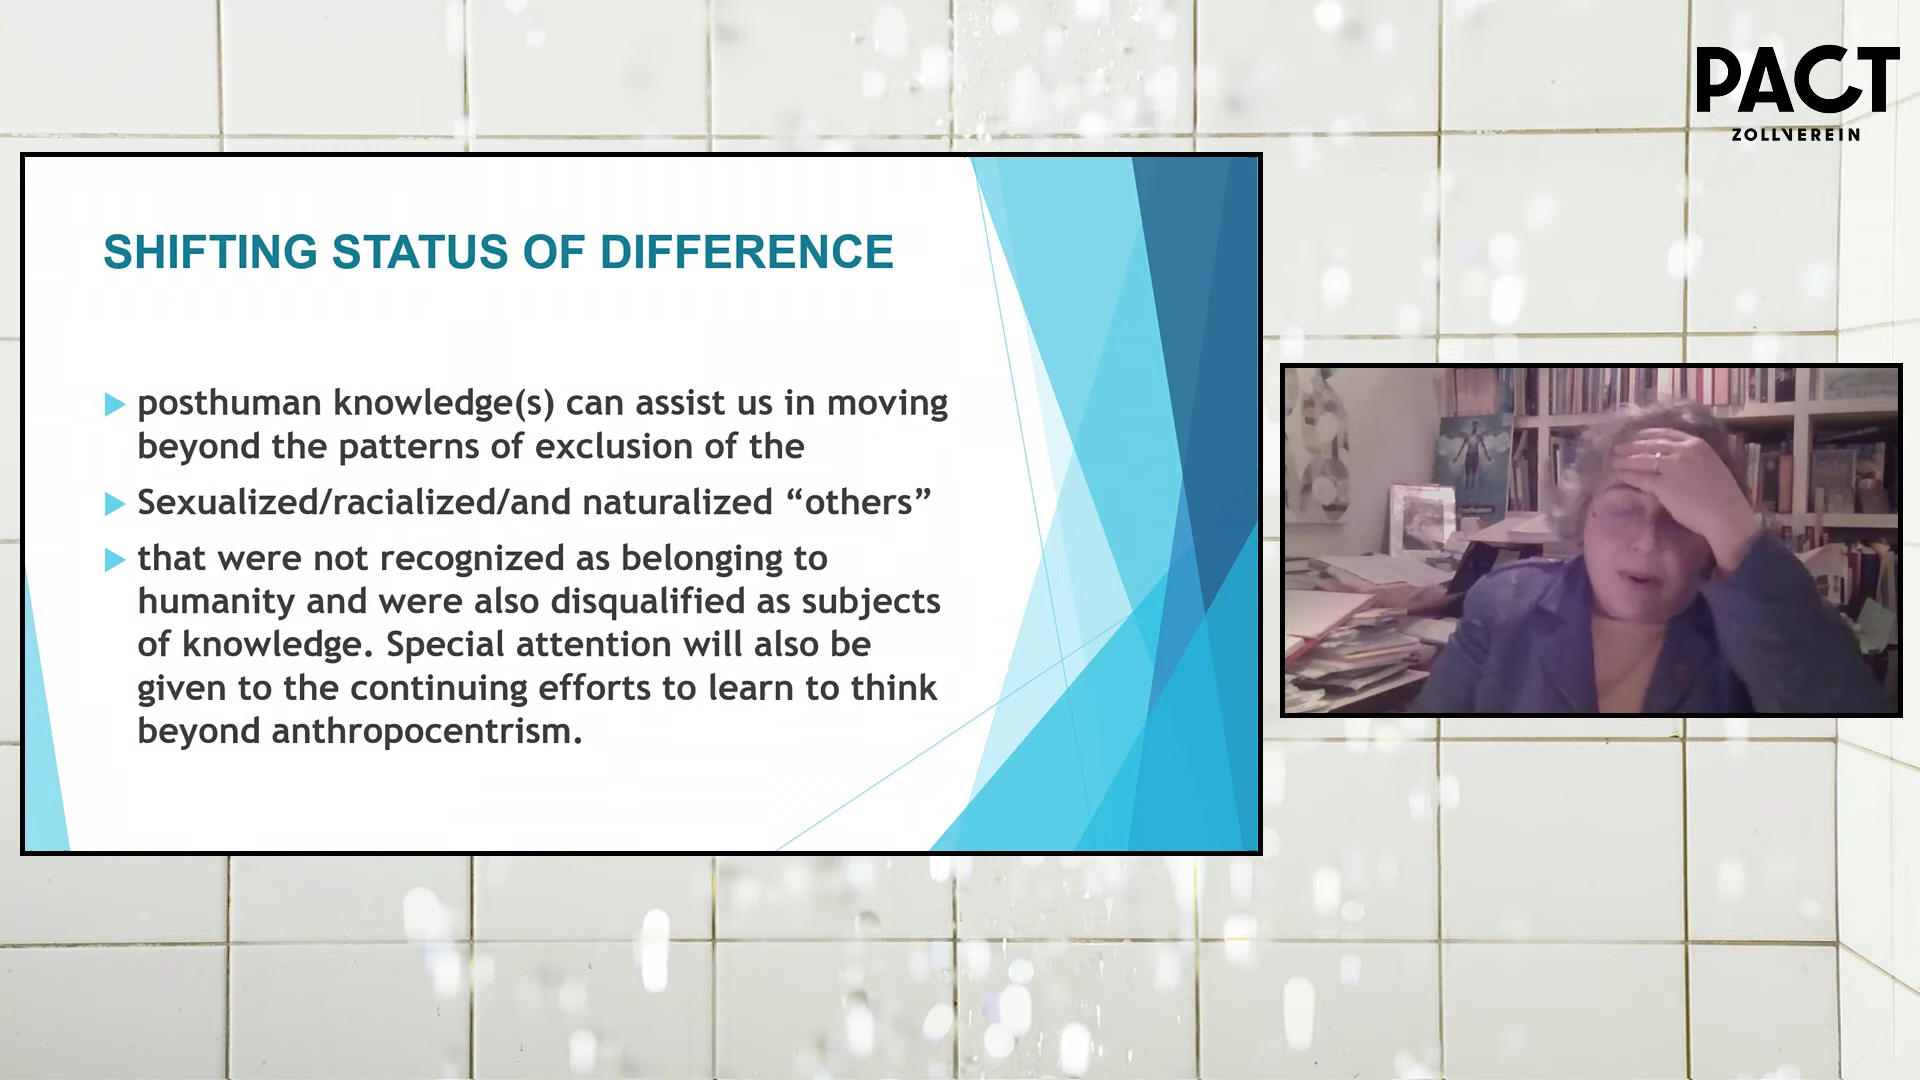 PACT
ZOLLVEREIN
SHIFTING STATUS OF DIFFERENCE
posthuman knowledge(s) can assist us in moving
beyond the patterns of exclusion of the
Sexualized/racialized/and naturalized “others”
that were not recognized as belonging to
humanity and were also disqualified as subjects
of knowledge. Special attention will also be
given to the continuing efforts to learn to think
beyond anthropocentrism.